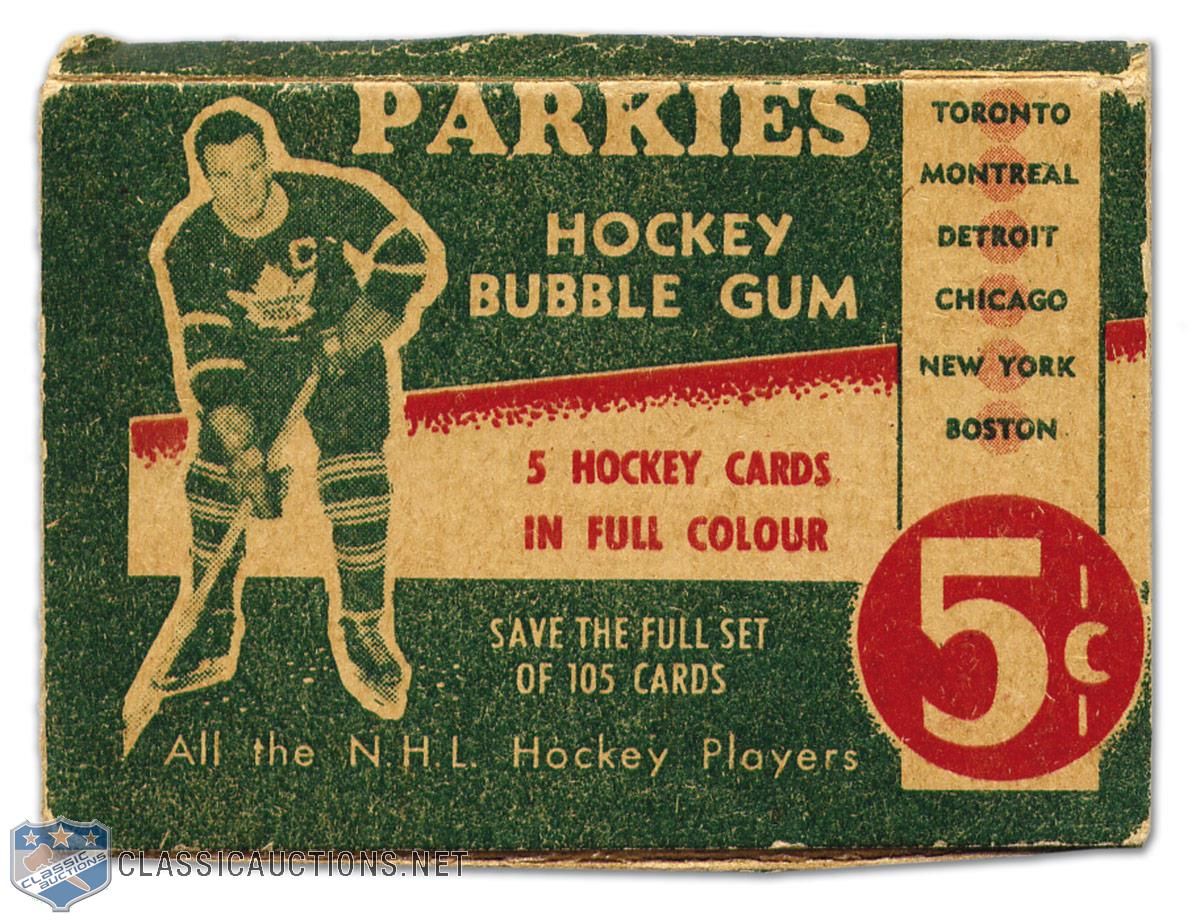 PARKIES
HOCKEY
BUBBLE GUM
5 HOCKEY CARDS
IN FULL COLOUR
SAVE THE FULL SET
OF 105 CARDS
All the N.H.L. Hockey Players
TORONTO
MONTREAL
DETROIT
CHICAGO
NEW YORK
BOSTON
5¢
C
CLASSIC
AUCTIONS
CLASSICAUCTIONS.NET